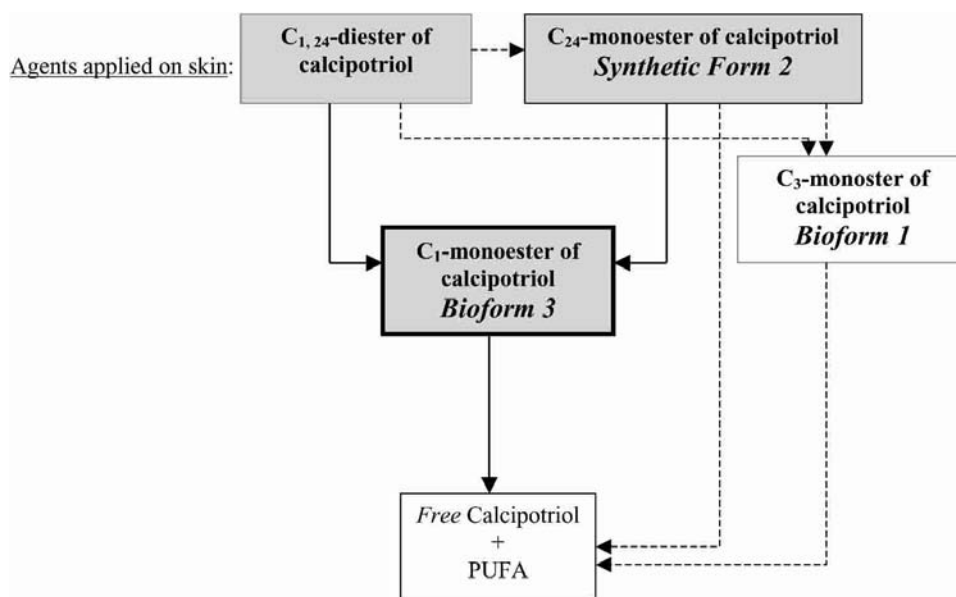 Agents applied on skin:
C1, 24-diester of
calcipotriol
C24-monoester of calcipotriol
Synthetic Form 2
C3-monoster of
calcipotriol
Bioform 1
C1-monoester of
calcipotriol
Bioform 3
Free Calcipotriol
+
PUFA